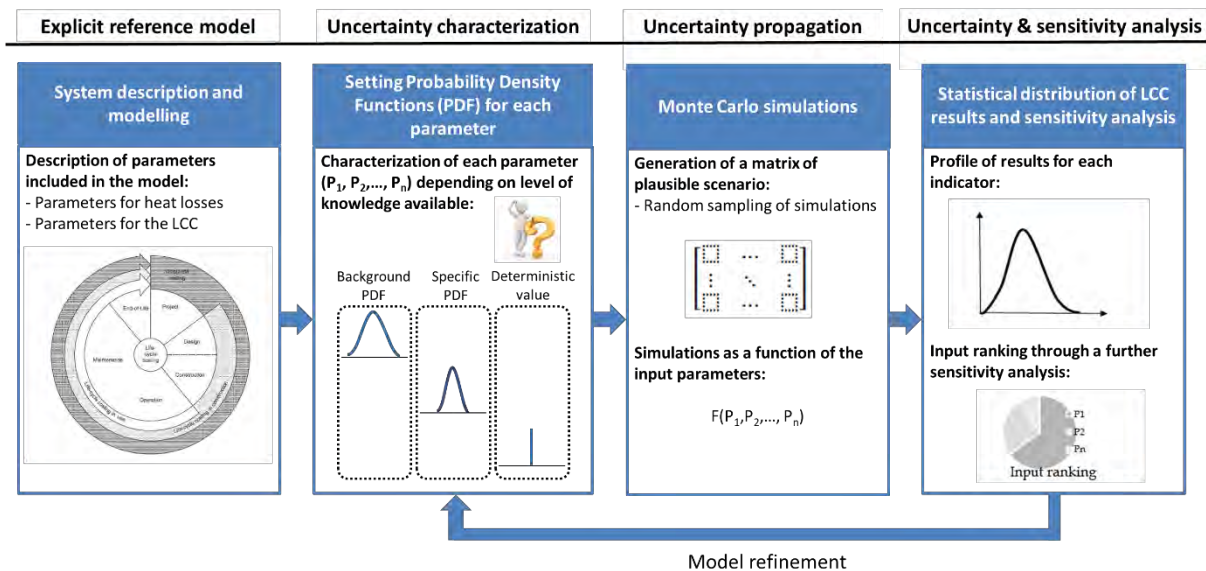 Explicit reference model
Uncertainty characterization
Uncertainty propagation
Uncertainty & sensitivity analysis
System description and
modelling
Description of parameters
included in the model:
- Parameters for heat losses
- Parameters for the LCC
End of Life
Project
Design
Construction
Operation
Maintenance
Life-
cycle
costing
Setting Probability Density
Functions (PDF) for each
parameter
Characterization of each parameter
(P1, P2,..., Pn) depending on level of
knowledge available:
Background
PDF
Specific
PDF
Deterministic
value
Monte Carlo simulations
Generation of a matrix of
plausible scenario:
- Random sampling of simulations
Simulations as a function of the
input parameters:
F(P1,P2,..., Pn)
Statistical distribution of LCC
results and sensitivity analysis
Profile of results for each
indicator:
Input ranking through a further
sensitivity analysis:
P1
P2
Pn
Input ranking
Model refinement